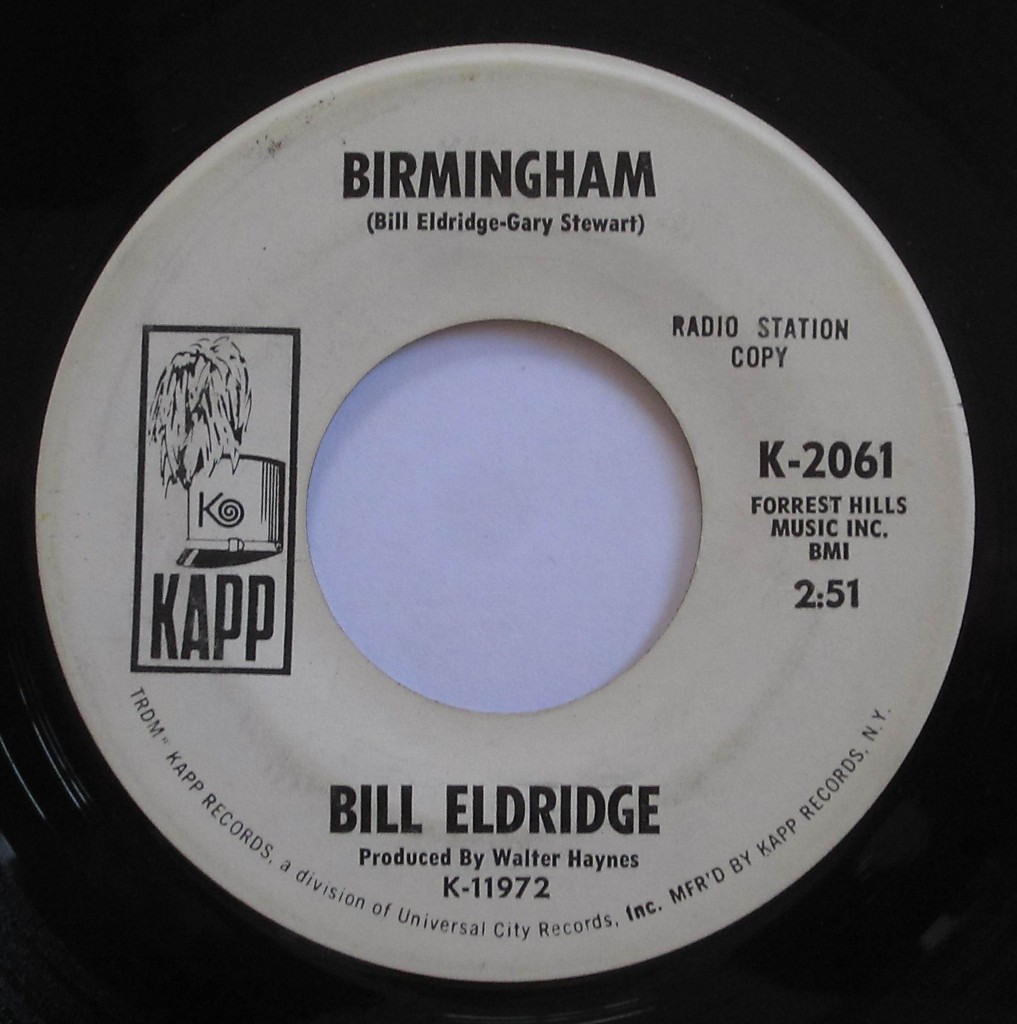 BIRMINGHAM
(Bill Eldridge-Gary Stewart)
RADIO STATION
COPY
K
KAPP
K-2061
FORREST HILLS
MUSIC INC.
BMI
2:51
BILL ELDRIDGE
Produced By Walter Haynes
K-11972
TRDM" KAPP RECORDS, a division of Universal City Records, Inc. MFR'D BY KAPP RECORDS, N.Y.